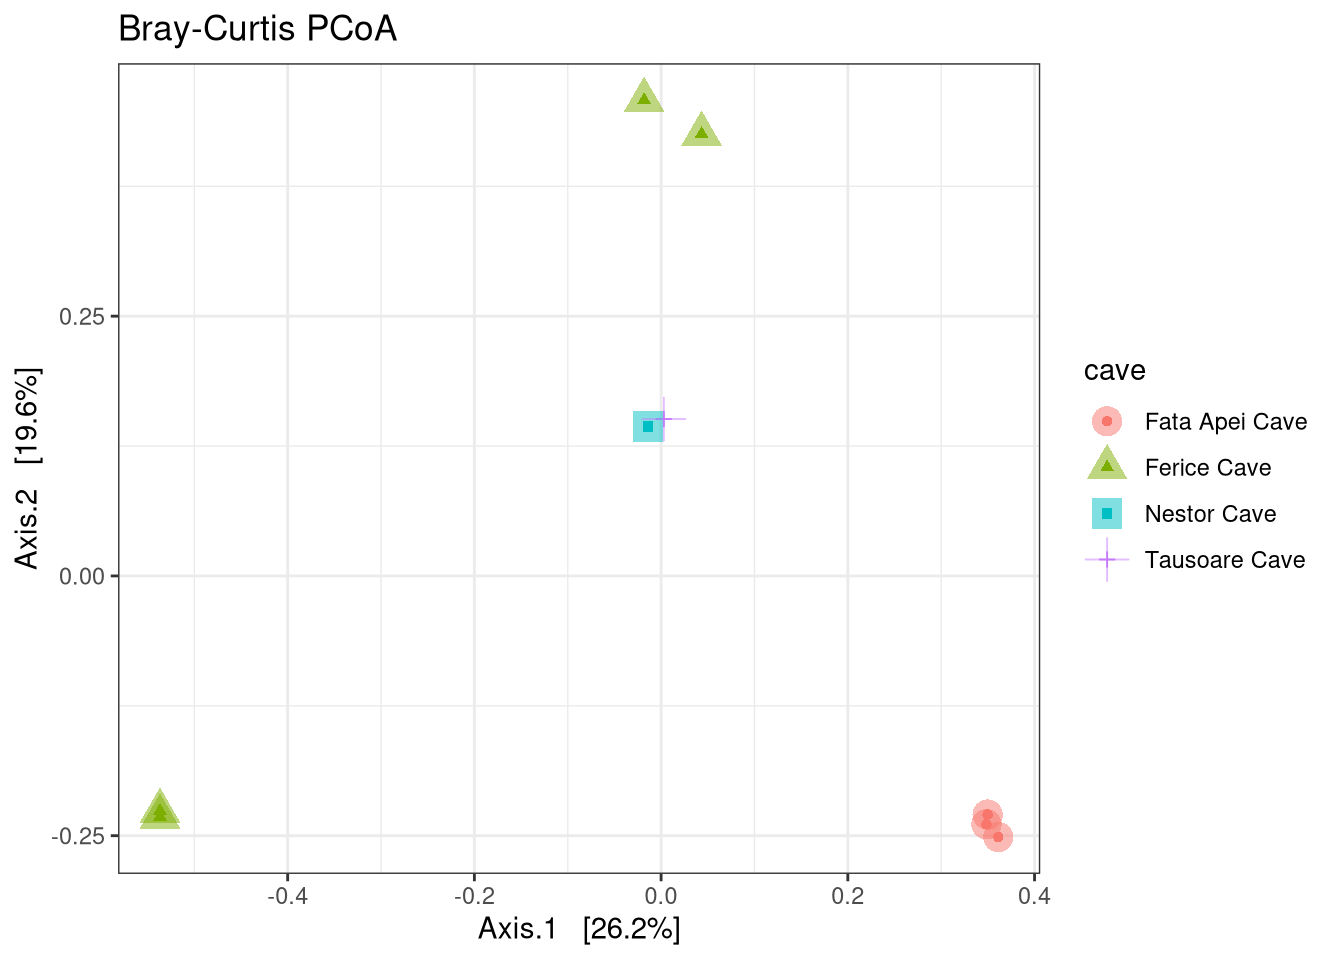 Bray-Curtis PCoA
Axis.2 [19.6%]
0.25
0.00
-0.25
-0.4
-0.2
0.0
0.2
0.4
Axis.1 [26.2%]
cave
Fata Apei Cave
Ferice Cave
Nestor Cave
Tausoare Cave